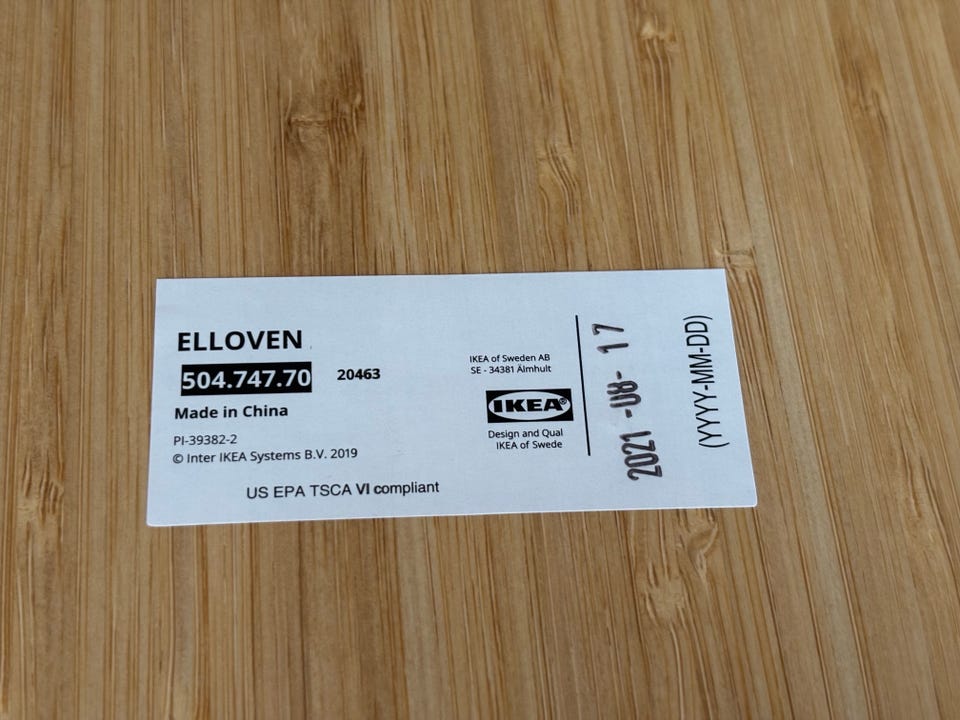 ELLOVEN
504.747.70 20463
Made in China
PI-39382-2
© Inter IKEA Systems B.V. 2019
US EPA TSCA VI compliant
IKEA of Sweden AB
SE - 34381 Älmhult
IKEA®
Design and Qual
IKEA of Swede
2021 -08- 17
(YYYY-MM-DD)